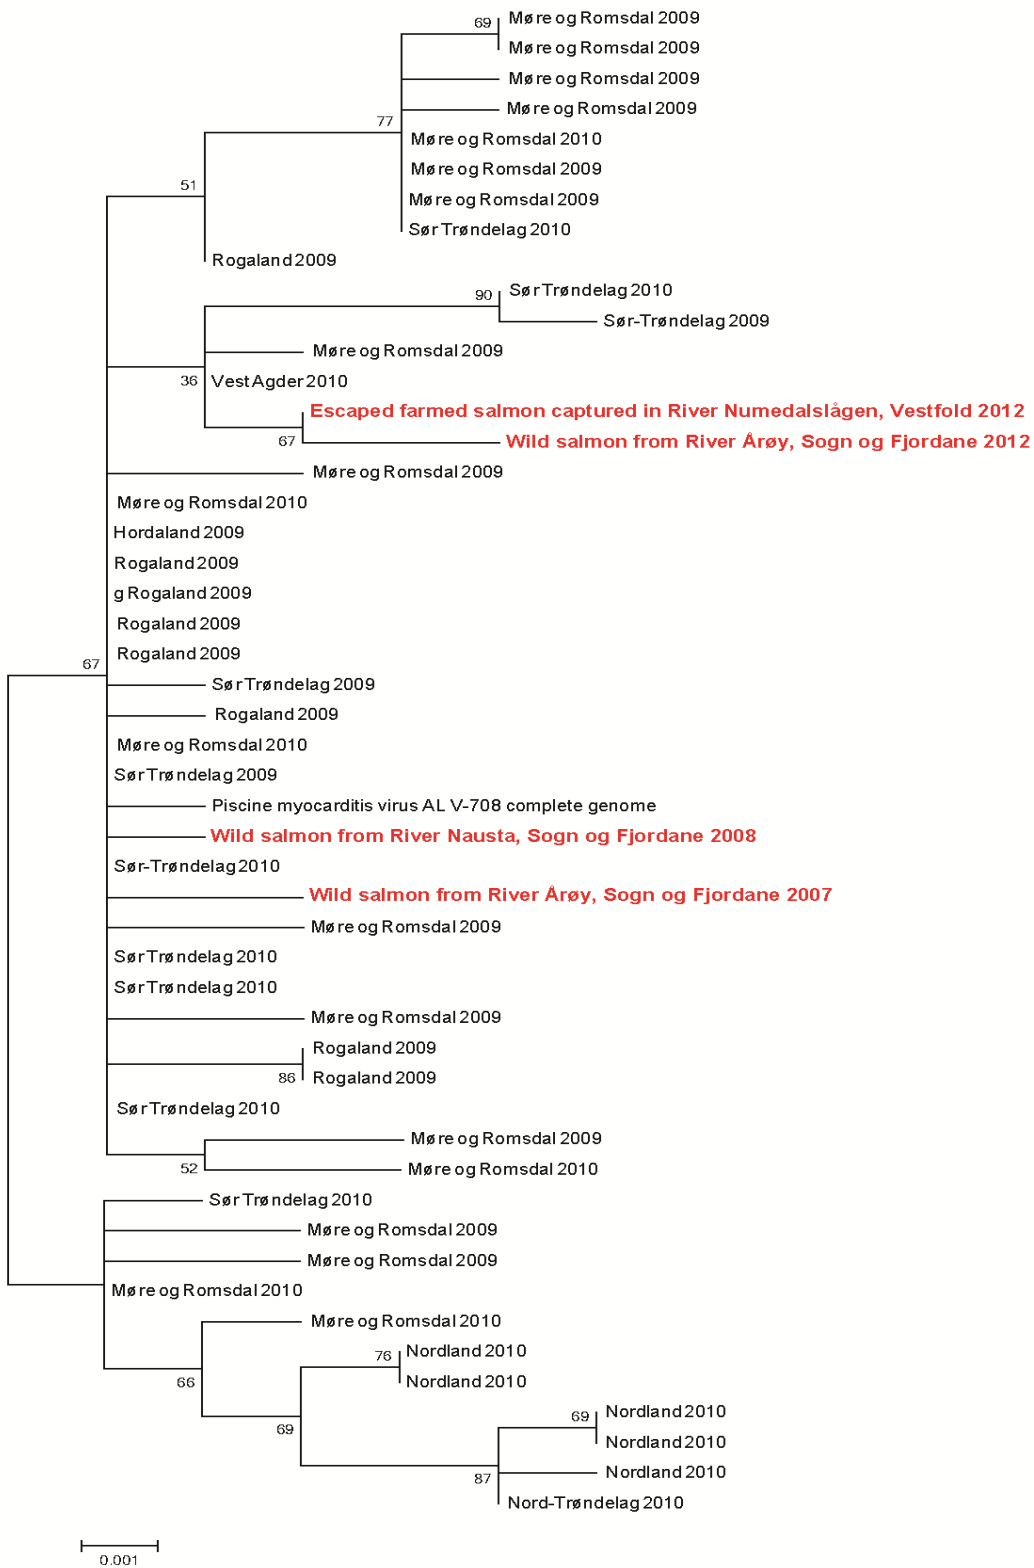 69
Møre og Romsdal 2009
Møre og Romsdal 2009
Møre og Romsdal 2009
Møre og Romsdal 2009
77
Møre og Romsdal 2010
Møre og Romsdal 2009
51
Møre og Romsdal 2009
Sør Trøndelag 2010
Rogaland 2009
90
Sør Trøndelag 2010
Sør-Trøndelag 2009
Møre og Romsdal 2009
36
Vest Agder 2010
Escaped farmed salmon captured in River Numedalslågen, Vestfold 2012
67
Wild salmon from River Årøy, Sogn og Fjordane 2012
Møre og Romsdal 2009
Møre og Romsdal 2010
Hordaland 2009
Rogaland 2009
g Rogaland 2009
Rogaland 2009
Rogaland 2009
67
Sør Trøndelag 2009
Rogaland 2009
Møre og Romsdal 2010
Sør Trøndelag 2009
Piscine myocarditis virus AL V-708 complete genome
Wild salmon from River Nausta, Sogn og Fjordane 2008
Sør-Trøndelag 2010
Wild salmon from River Årøy, Sogn og Fjordane 2007
Møre og Romsdal 2009
Sør Trøndelag 2010
Sør Trøndelag 2010
Møre og Romsdal 2009
Rogaland 2009
86
Rogaland 2009
Sør Trøndelag 2010
Møre og Romsdal 2009
52
Møre og Romsdal 2010
Sør Trøndelag 2010
Møre og Romsdal 2009
Møre og Romsdal 2009
Møre og Romsdal 2010
Møre og Romsdal 2010
76
Nordland 2010
66
Nordland 2010
69
Nordland 2010
69
Nordland 2010
87
Nordland 2010
Nord-Trøndelag 2010
0.001